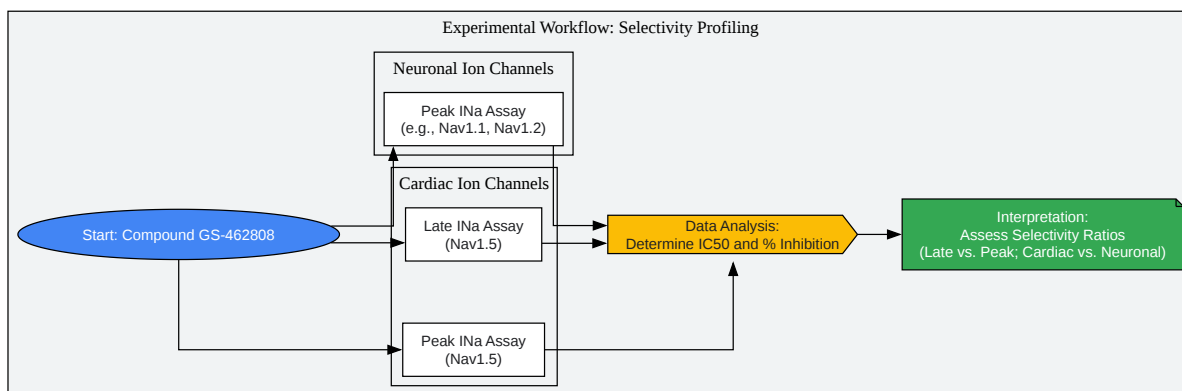 Experimental Workflow: Selectivity Profiling
Neuronal Ion Channels
Peak INa Assay
(e.g., Nav1.1, Nav1.2)
Cardiac Ion Channels
Start: Compound GS-462808
Late INa Assay
(Nav1.5)
Peak INa Assay
(Nav1.5)
Data Analysis:
Determine IC50 and % Inhibition
Interpretation:
Assess Selectivity Ratios
(Late vs. Peak; Cardiac vs. Neuronal)